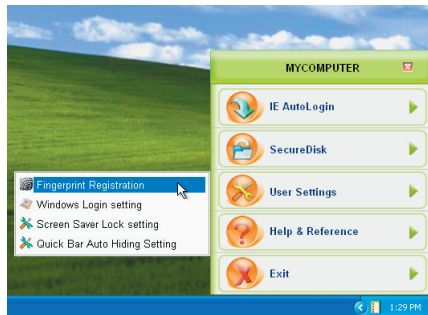 MYCOMPUTER
IE AutoLogin
SecureDisk
User Settings
Help & Reference
Exit
Fingerprint Registration
Windows Login setting
Screen Saver Lock setting
Quick Bar Auto Hiding Setting
1:29 PM